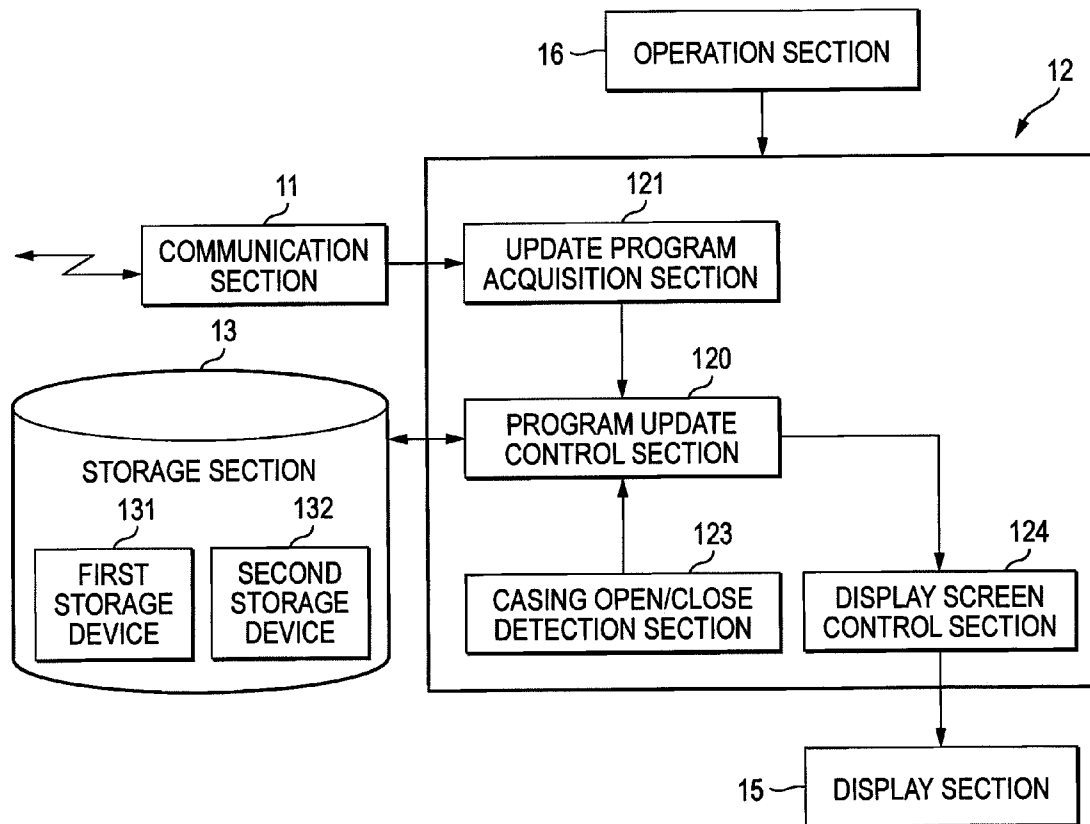 16
OPERATION SECTION
12
11
COMMUNICATION
SECTION
121
UPDATE PROGRAM
ACQUISITION SECTION
13
STORAGE SECTION
131
FIRST
STORAGE
DEVICE
132
SECOND
STORAGE
DEVICE
120
PROGRAM UPDATE
CONTROL SECTION
123
CASING OPEN/CLOSE
DETECTION SECTION
124
DISPLAY SCREEN
CONTROL SECTION
15
DISPLAY SECTION